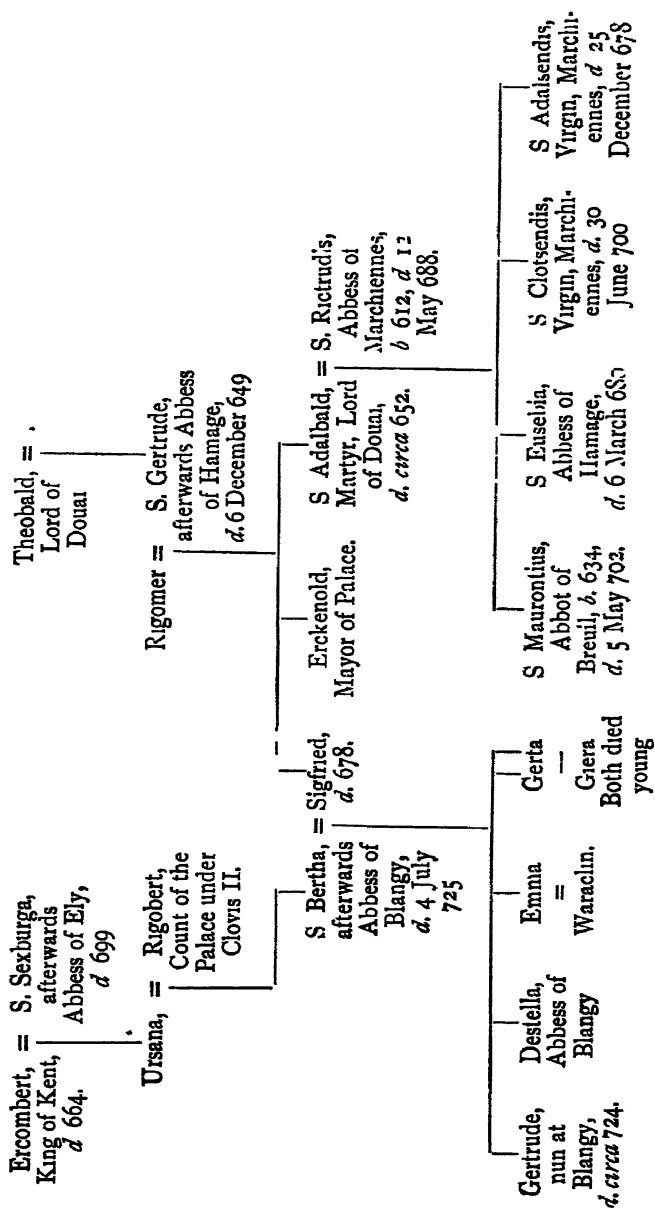 Ercombert, = S. Sexburga,
King of Kent, afterwards
d 664. Abbess of Ely,
d 699
Theobald, = .
Lord of
Douai
Ursana, = Rigobert,
Count of the
Palace under
Clovis II.
Rigomer = S. Gertrude,
afterwards Abbess
of Hamage,
d. 6 December 649
S Bertha, = Sigfried,
afterwards d. 678.
Abbess of
Blangy,
d. 4 July
725
Erckenold,
Mayor of Palace.
S Adalbald, = S. Rictrudis,
Martyr, Lord Abbess of
of Douai, Marchiennes,
d. circa 652. b 612, d 12
May 688.
Gertrude,
nun at
Blangy,
d. circa 724.
Destella,
Abbess of
Blangy
Emma
=
Gerta
—
Giera
Both died
young
S Maurontius,
Abbot of
Breuil, b. 634,
d. 5 May 702.
S Eusebia,
Abbess of
Hamage,
d. 6 March 680
S Clotsendis,
Virgin, Marchi-
ennes, d. 30
June 700
S Adalsendis,
Virgin, Marchi-
ennes, d 25
December 678